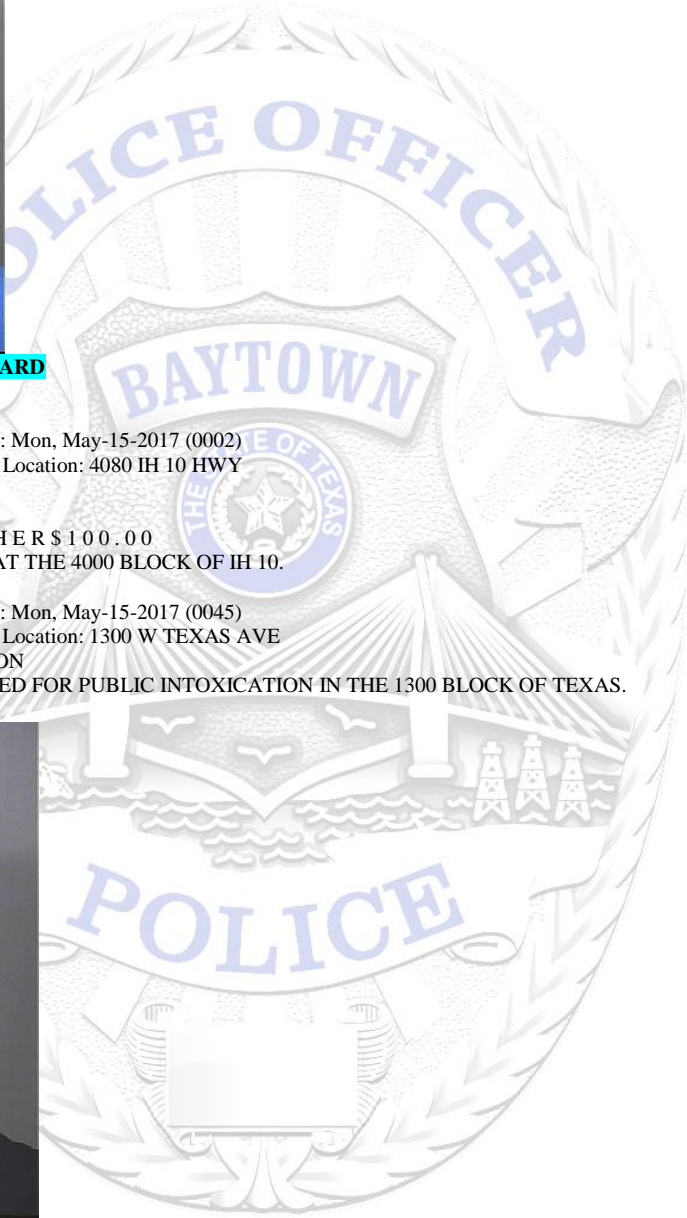 POLICE OFFICER
ARD
BAYTOWN
: Mon, May-15-2017 (0002)
Location: 4080 IH 10 HWY
THE STATE OF TEXAS
H E R $ 1 0 0 . 0 0
AT THE 4000 BLOCK OF IH 10.
: Mon, May-15-2017 (0045)
Location: 1300 W TEXAS AVE
ON
ED FOR PUBLIC INTOXICATION IN THE 1300 BLOCK OF TEXAS.
POLICE